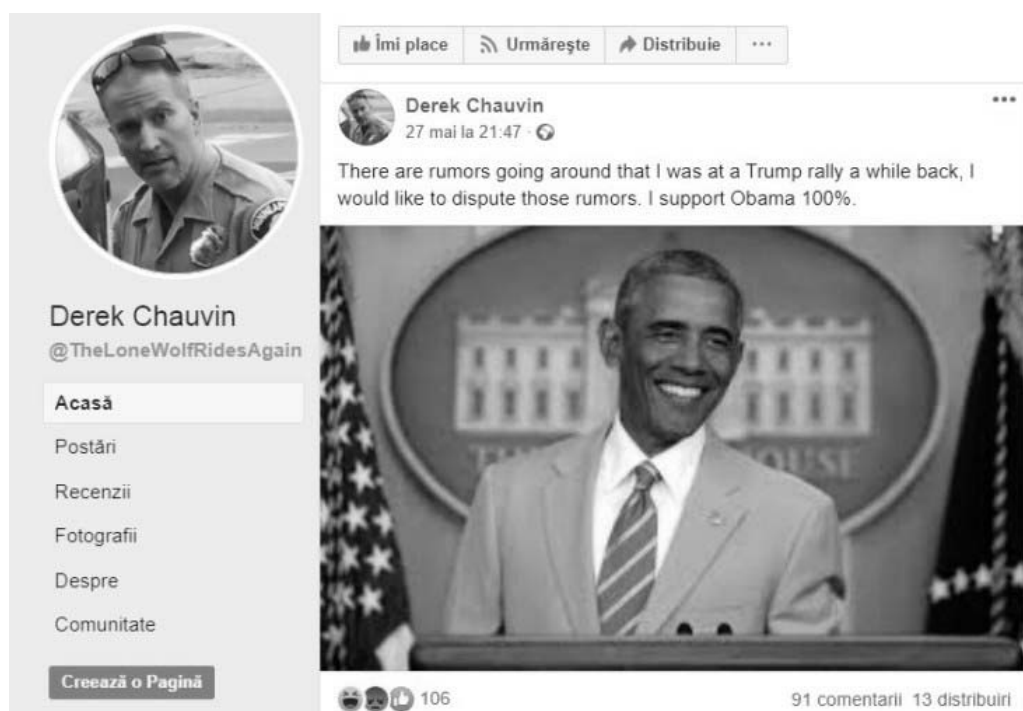 Îmi place
Urmărește
Distribuie
...
Derek Chauvin
27 mai la 21:47
There are rumors going around that I was at a Trump rally a while back, I
would like to dispute those rumors. I support Obama 100%.
Derek Chauvin
@TheLoneWolfRidesAgain
Acasă
Postări
Recenzii
Fotografii
Despre
Comunitate
Creează o Pagină
106
91 comentarii 13 distribuiri